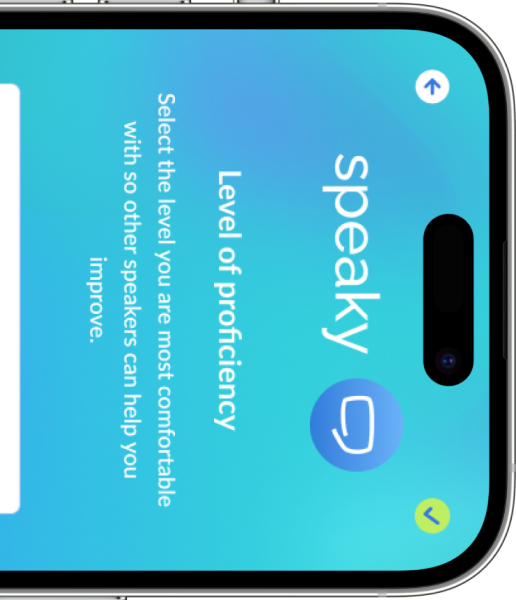 speaky
Level of proficiency
Select the level you are most comfortable
with so other speakers can help you
improve.